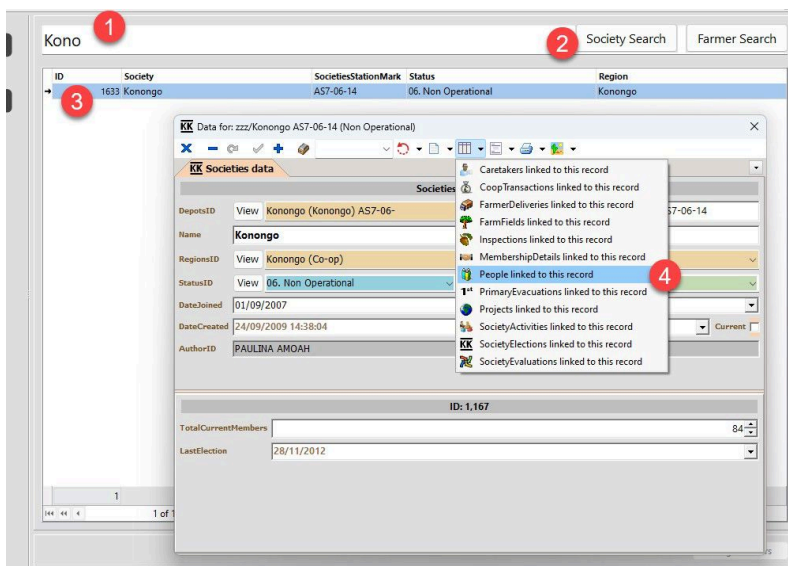 Kono
1
2
Society Search
Farmer Search
ID Society SocietiesStationMark Status Region
1633 Konongo AS7-06-14 06. Non Operational Konongo
3
KK Data for: zzz/Konongo AS7-06-14 (Non Operational)
KK Societies data
Societies
DepotsID View Konongo (Konongo) AS7-06- 7-06-14
Name Konongo
RegionsID View Konongo (Co-op)
StatusID View 06. Non Operational
DateJoined 01/09/2007
DateCreated 24/09/2009 14:38:04 Current
AuthorID PAULINA AMOAH
Caretakers linked to this record
CoopTransactions linked to this record
FarmerDeliveries linked to this record
FarmFields linked to this record
Inspections linked to this record
MembershipDetails linked to this record
People linked to this record
4
1st PrimaryEvacuations linked to this record
Projects linked to this record
SocietyActivities linked to this record
KK SocietyElections linked to this record
SocietyEvaluations linked to this record
ID: 1,167
TotalCurrentMembers 84
LastElection 28/11/2012
1
1 of 1